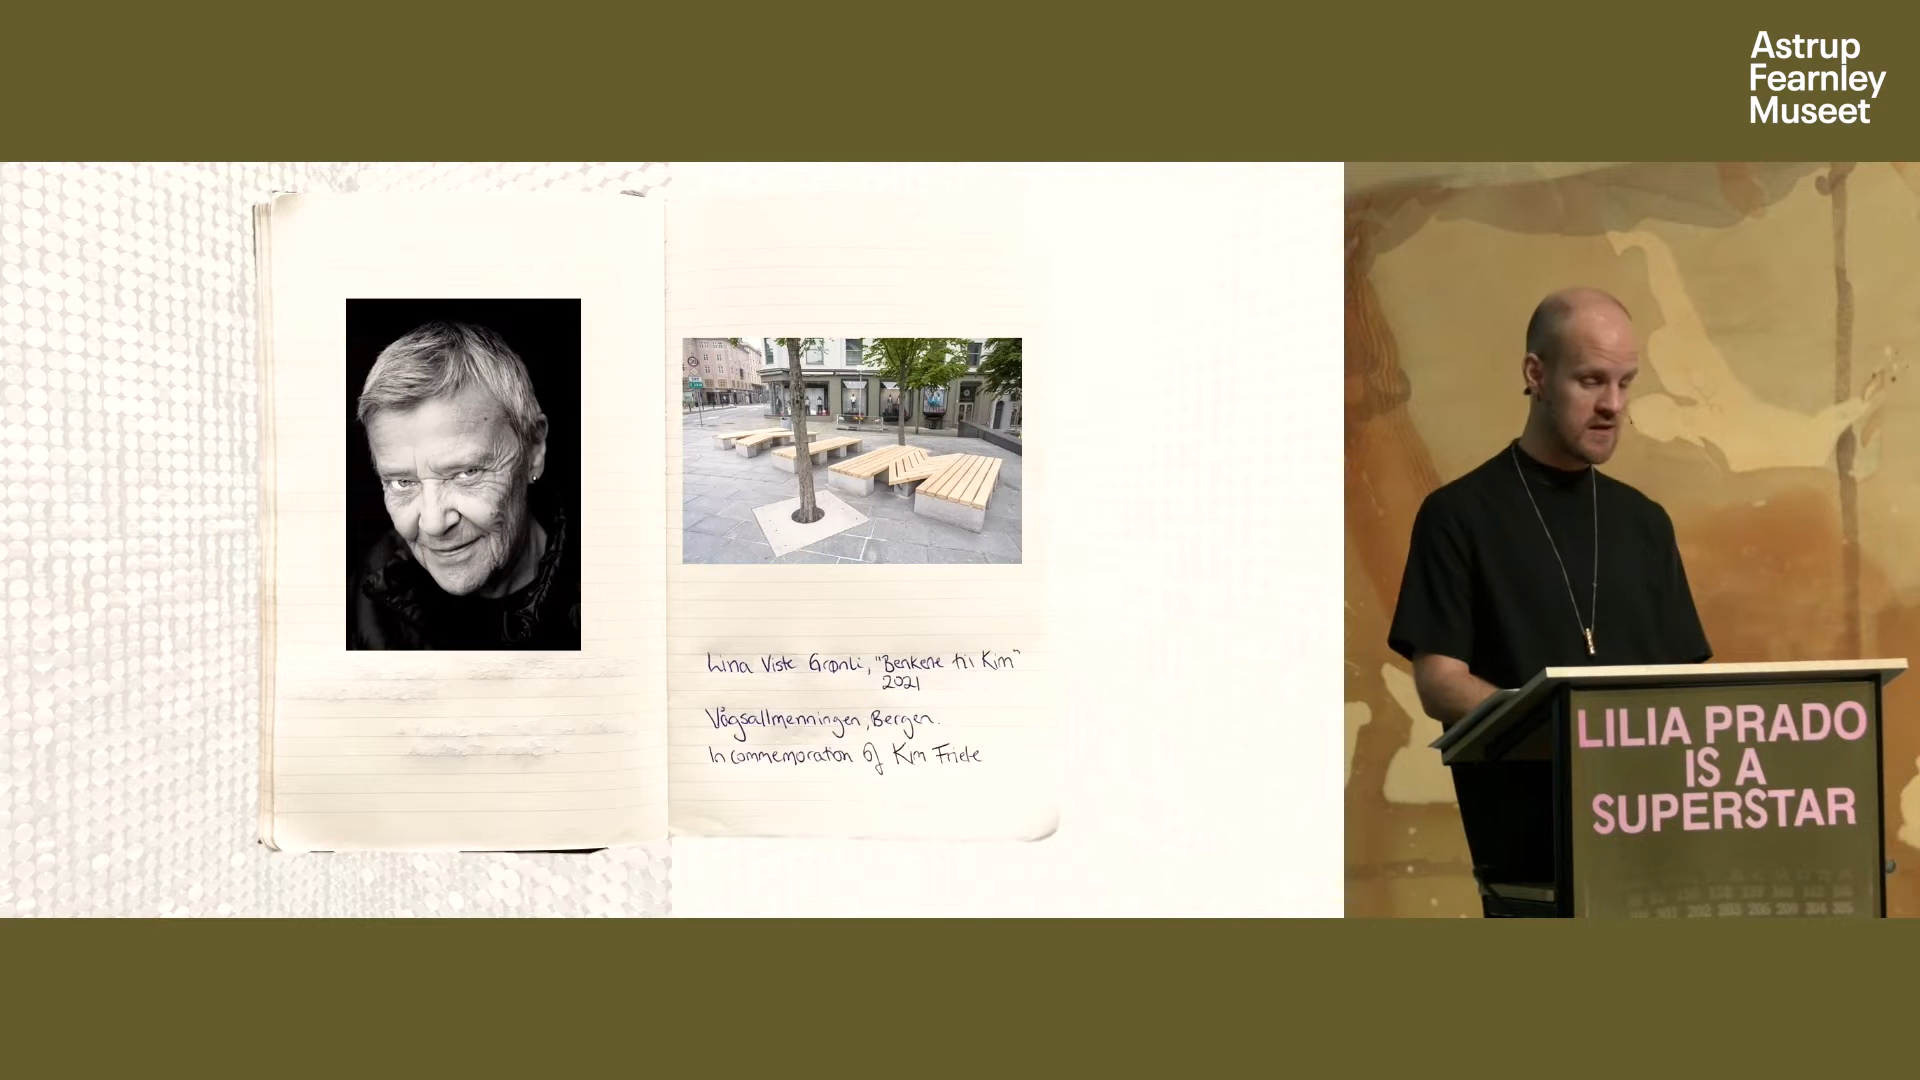 Astrup
Fearnley
Museet
Lina Viste Grønli, "Benkene til Kim"
2021
Vågsallmenningen, Bergen.
In commemoration of Kim Friele
LILIA PRADO
IS A
SUPERSTAR